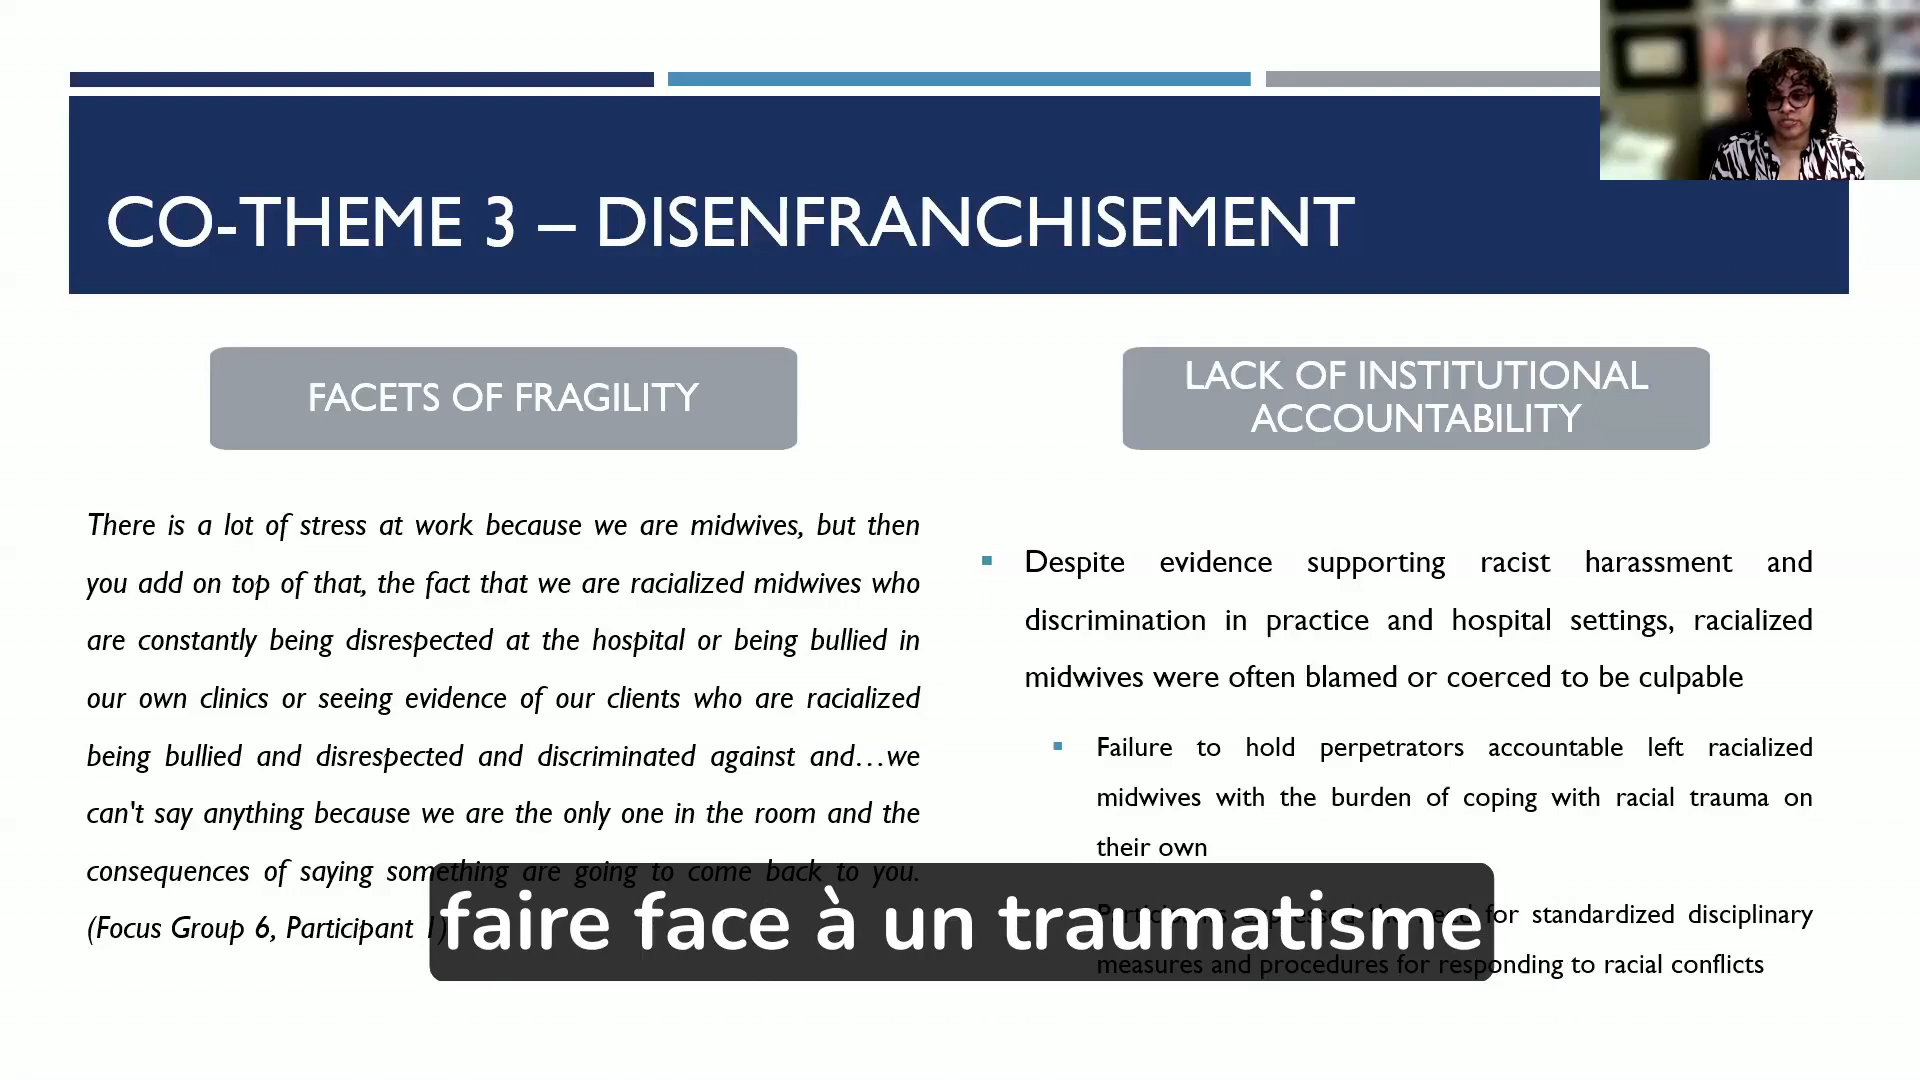 CO-THEME 3 – DISENFRANCHISEMENT
FACETS OF FRAGILITY
There is a lot of stress at work because we are midwives, but then
you add on top of that, the fact that we are racialized midwives who
are constantly being disrespected at the hospital or being bullied in
our own clinics or seeing evidence of our clients who are racialized
being bullied and disrespected and discriminated against and…we
can't say anything because we are the only one in the room and the
consequences of saying something are going to come back to you.
(Focus Group 6, Participant 1)
LACK OF INSTITUTIONAL
ACCOUNTABILITY
Despite evidence supporting racist harassment and
discrimination in practice and hospital settings, racialized
midwives were often blamed or coerced to be culpable
Failure to hold perpetrators accountable left racialized
midwives with the burden of coping with racial trauma on
their own
Participants expressed the need for standardized disciplinary
measures and procedures for responding to racial conflicts
faire face à un traumatisme